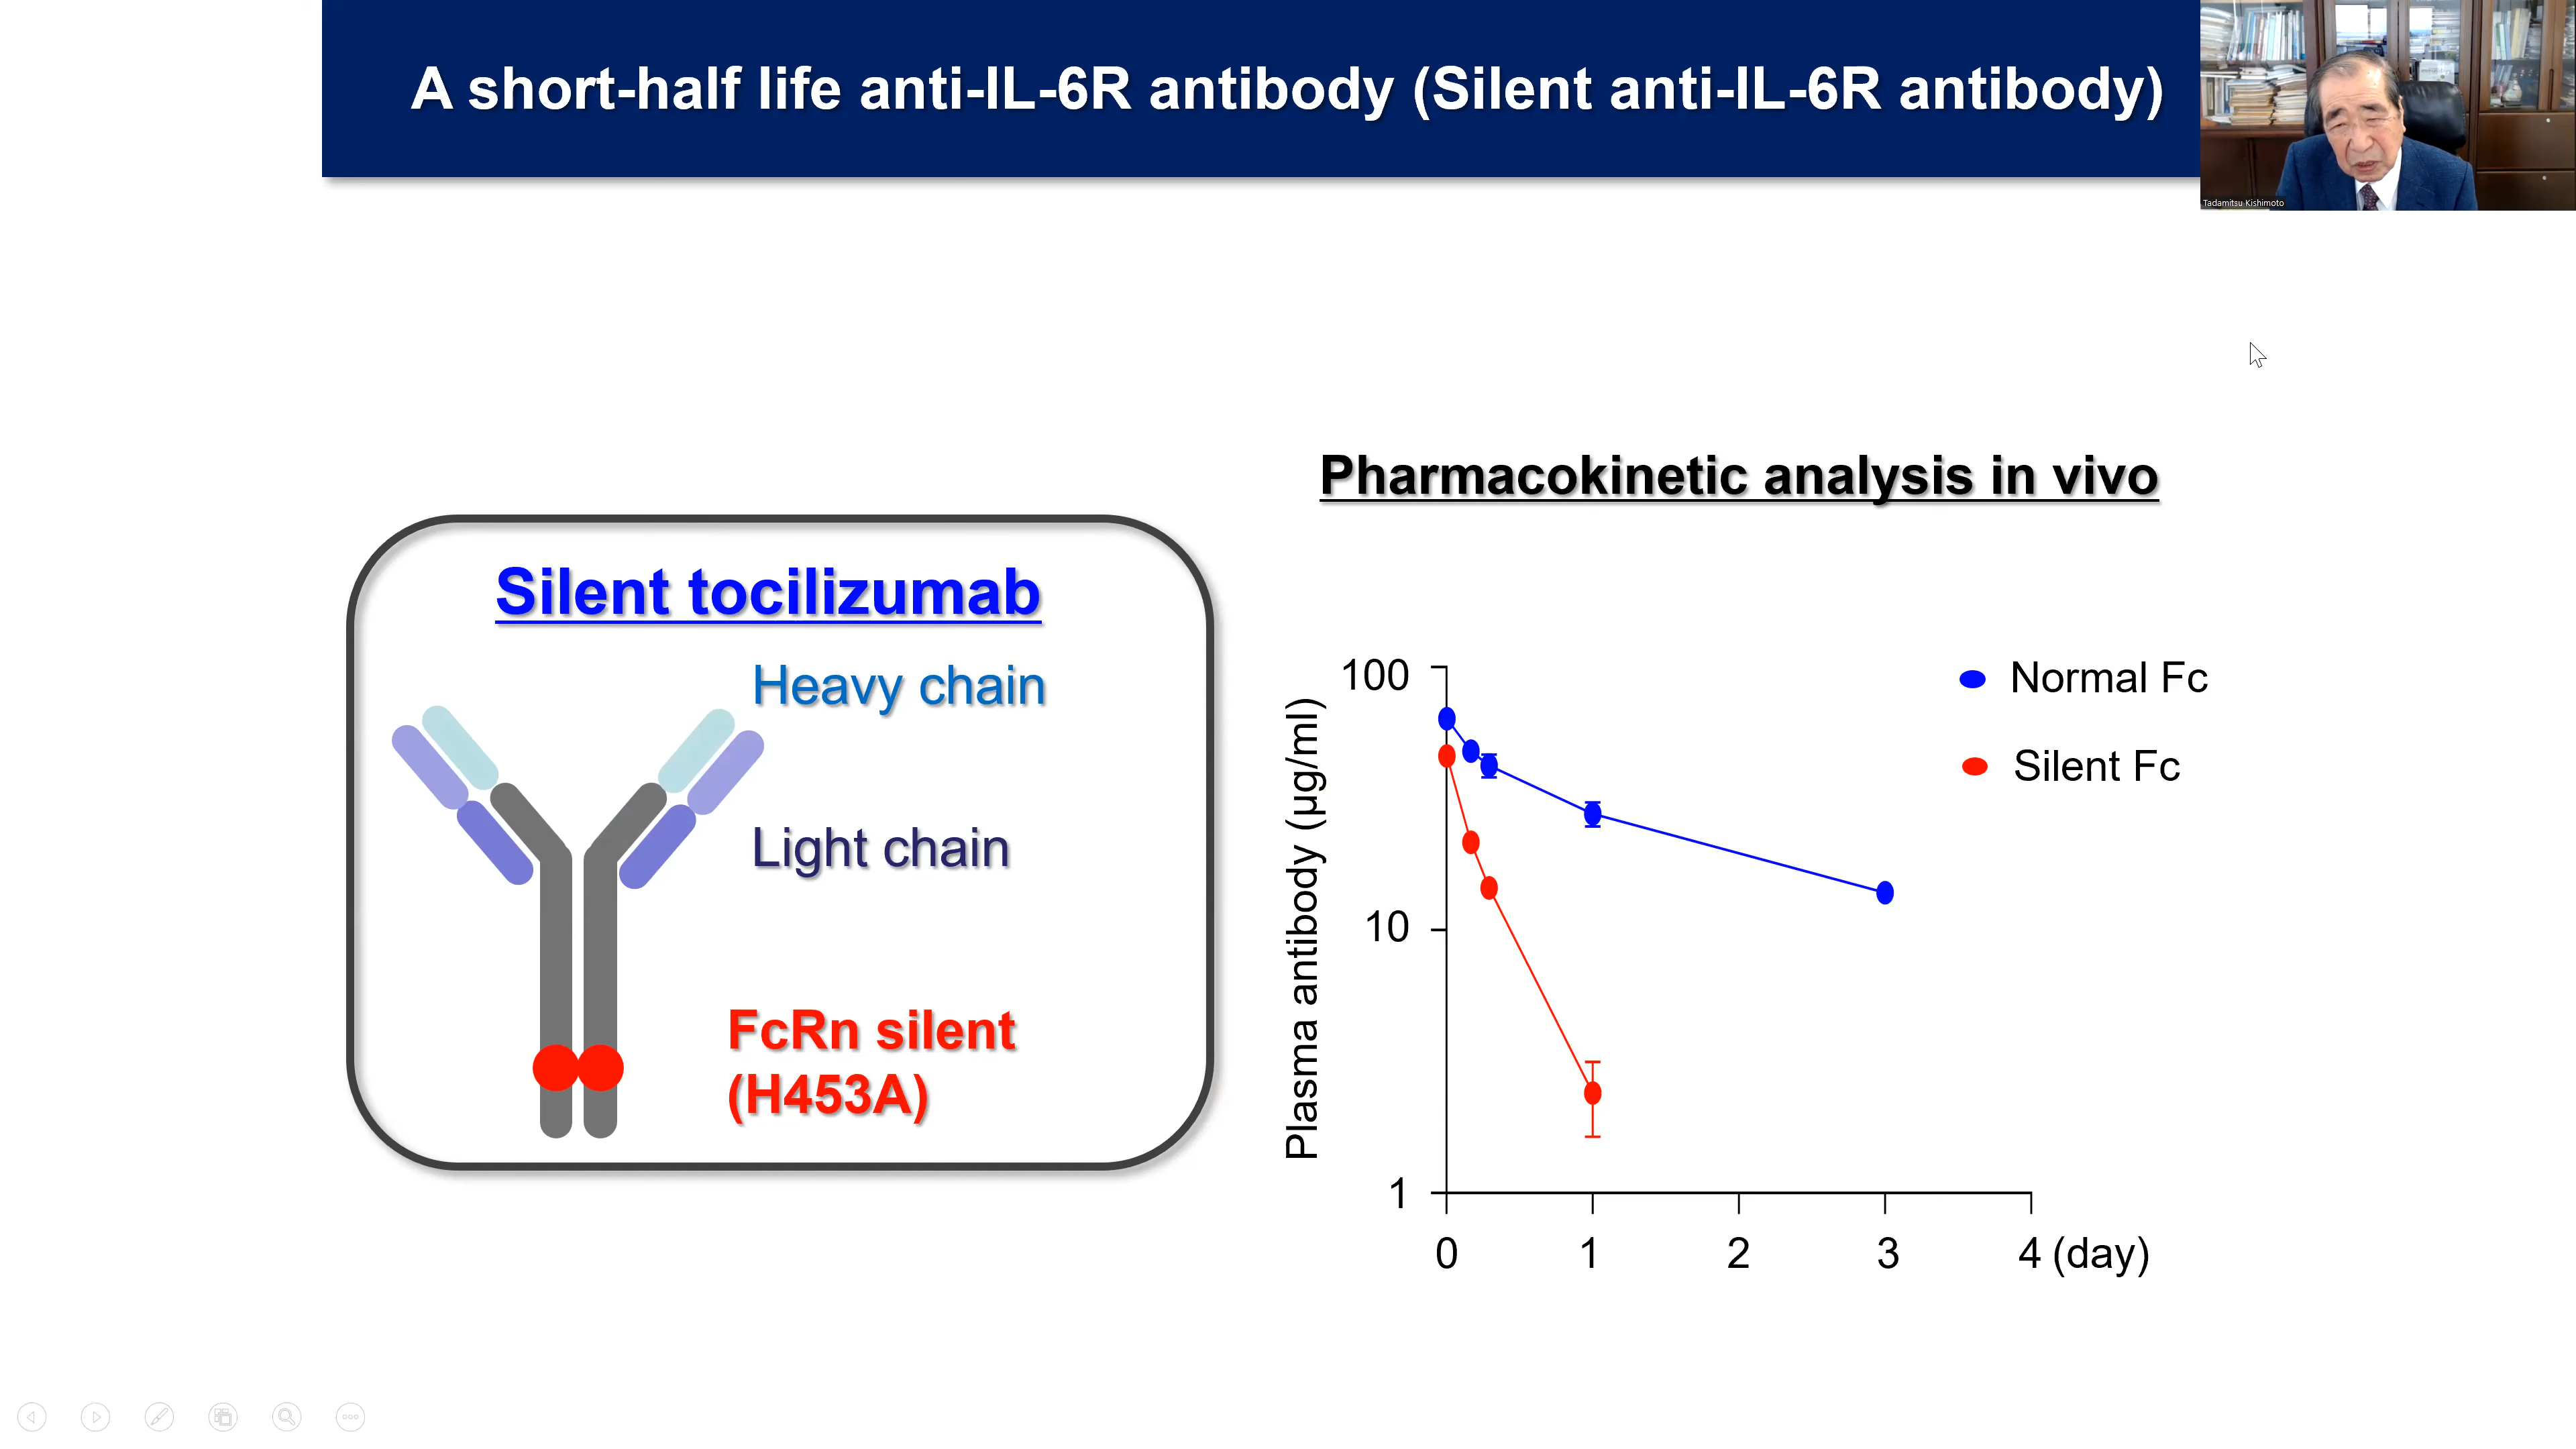 A short-half life anti-IL-6R antibody (Silent anti-IL-6R antibody)
Tadamitsu Kishimoto
Silent tocilizumab
Heavy chain
Light chain
FcRn silent
(H453A)
Pharmacokinetic analysis in vivo
Normal Fc
Silent Fc
Plasma antibody (μg/ml)
100
10
1
0 1 2 3 4 (day)